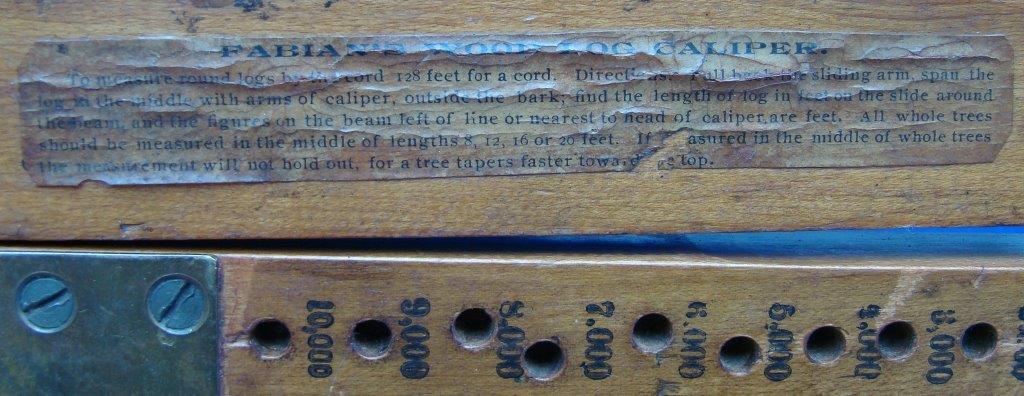 FABIAN'S WOOD LOG CALIPER.
To measure round logs by the cord 128 feet for a cord. Directions: Pull back the sliding arm, span the
log in the middle with arms of caliper, outside the bark; find the length of log in feet on the slide around
the beam, and the figures on the beam left of line or nearest to head of caliper, are feet. All whole trees
should be measured in the middle of lengths 8, 12, 16 or 20 feet. If asured in the middle of whole trees
the measurement will not hold out, for a tree tapers faster toward top.
10,000
9,000
8,000
7,000
6,000
5,000
4,000
3,000